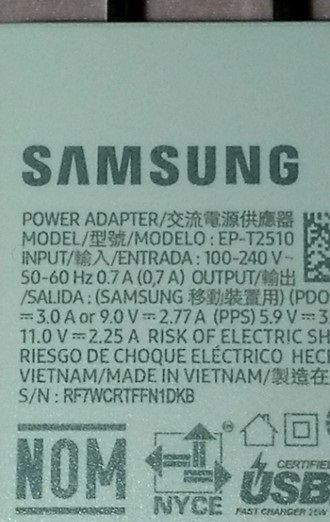 SAMSUNG
POWER ADAPTER/交流電源供應器
MODEL/型號/MODELO : EP-T2510
INPUT/輸入/ENTRADA : 100-240 V~
50-60 Hz 0.7 A (0,7 A) OUTPUT/輸出
/SALIDA : (SAMSUNG 移動裝置用) (PDO
⎓ 3.0 A or 9.0 V ⎓ 2.77 A (PPS) 5.9 V ⎓ 3
11.0 V ⎓ 2.25 A RISK OF ELECTRIC SH
RIESGO DE CHOQUE ELÉCTRICO HEC
VIETNAM/MADE IN VIETNAM/製造在
S/N : RF7WCRTFFN1DKB
NOM
NYCE
CERTIFIE
USB
FAST CHARGER 25W